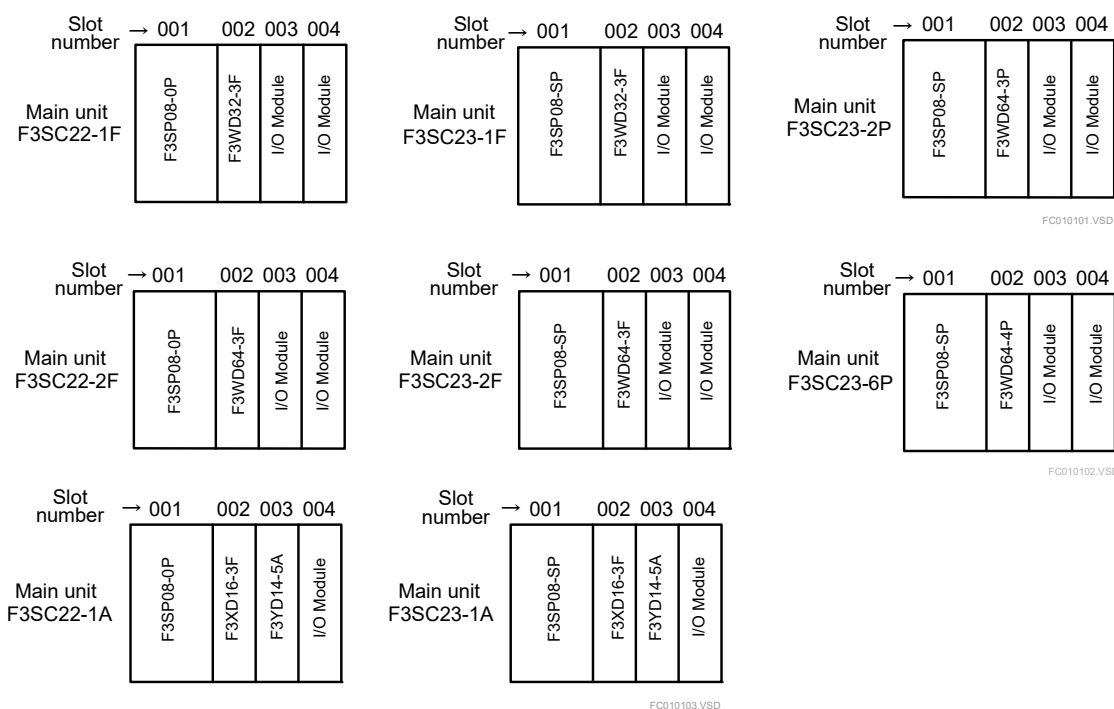 Slot
number → 001 002 003 004
Main unit
F3SC22-1F
F3SP08-0P
F3WD32-3F
I/O Module
I/O Module
Slot
number → 001 002 003 004
Main unit
F3SC23-1F
F3SP08-SP
F3WD32-3F
I/O Module
I/O Module
Slot
number → 001 002 003 004
Main unit
F3SC23-2P
F3SP08-SP
F3WD64-3P
I/O Module
I/O Module
FC010101.VSD
Slot
number → 001 002 003 004
Main unit
F3SC22-2F
F3SP08-0P
F3WD64-3F
I/O Module
I/O Module
Slot
number → 001 002 003 004
Main unit
F3SC23-2F
F3SP08-SP
F3WD64-3F
I/O Module
I/O Module
Slot
number → 001 002 003 004
Main unit
F3SC23-6P
F3SP08-SP
F3WD64-4P
I/O Module
I/O Module
FC010102.VSD
Slot
number → 001 002 003 004
Main unit
F3SC22-1A
F3SP08-0P
F3XD16-3F
F3YD14-5A
I/O Module
Slot
number → 001 002 003 004
Main unit
F3SC23-1A
F3SP08-SP
F3XD16-3F
F3YD14-5A
I/O Module
FC010103.VSD